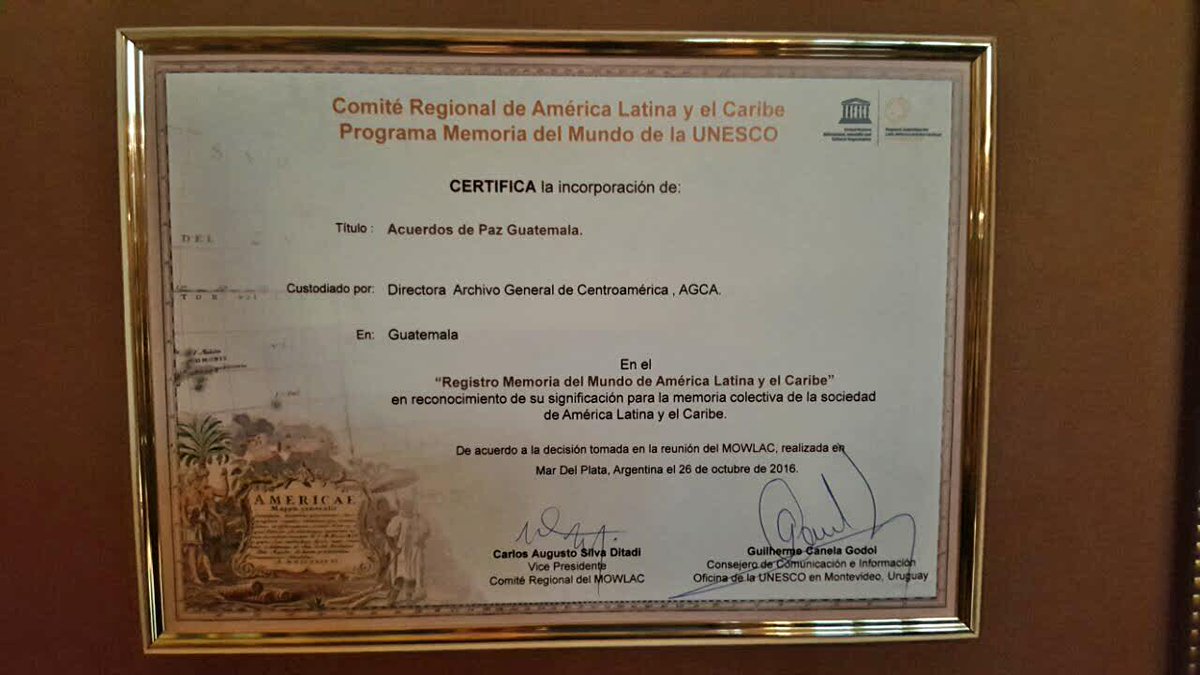 Comité Regional de América Latina y el Caribe
Programa Memoria del Mundo de la UNESCO
CERTIFICA la incorporación de:
Título : Acuerdos de Paz Guatemala.
Custodiado por: Directora Archivo General de Centroamérica , AGCA.
En: Guatemala
En el
“Registro Memoria del Mundo de América Latina y el Caribe”
en reconocimiento de su significación para la memoria colectiva de la sociedad
de América Latina y el Caribe.
De acuerdo a la decisión tomada en la reunión del MOWLAC, realizada en
Mar Del Plata, Argentina el 26 de octubre de 2016.
Carlos Augusto Silva Ditadi
Vice Presidente
Comité Regional del MOWLAC
Guilherme Canela Godoi
Consejero de Comunicación e Información
Oficina de la UNESCO en Montevideo, Uruguay
DEL
AMERICAE